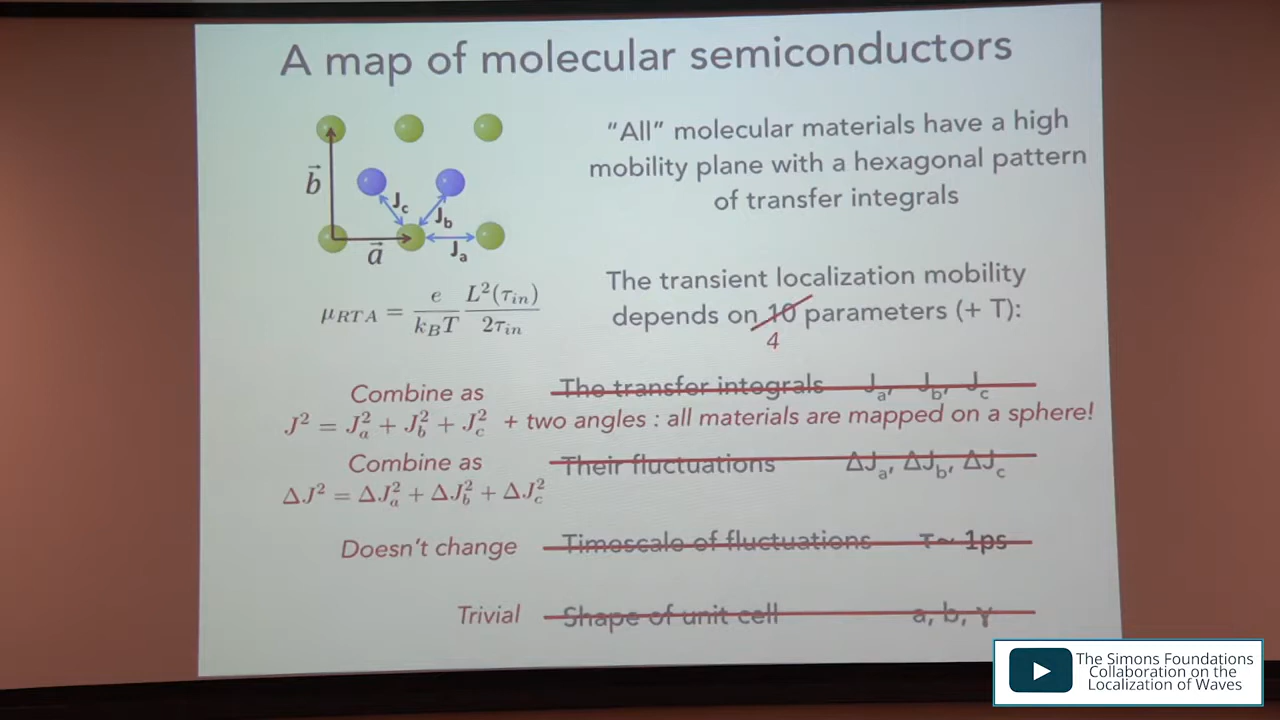 A map of molecular semiconductors
"All" molecular materials have a high
mobility plane with a hexagonal pattern
of transfer integrals
b⃗
J_c
J_b
a⃗
J_a
μ_RTA = e/(k_B T) L²(τ_in)/(2τ_in)
The transient localization mobility
depends on 10 parameters (+ T):
4
Combine as
The transfer integrals J_a, J_b, J_c
J² = J_a² + J_b² + J_c² + two angles : all materials are mapped on a sphere!
Combine as
Their fluctuations ΔJ_a, ΔJ_b, ΔJ_c
ΔJ² = ΔJ_a² + ΔJ_b² + ΔJ_c²
Doesn't change
Timescale of fluctuations τ~ 1ps
Trivial
Shape of unit cell a, b, γ
The Simons Foundations
Collaboration on the
Localization of Waves